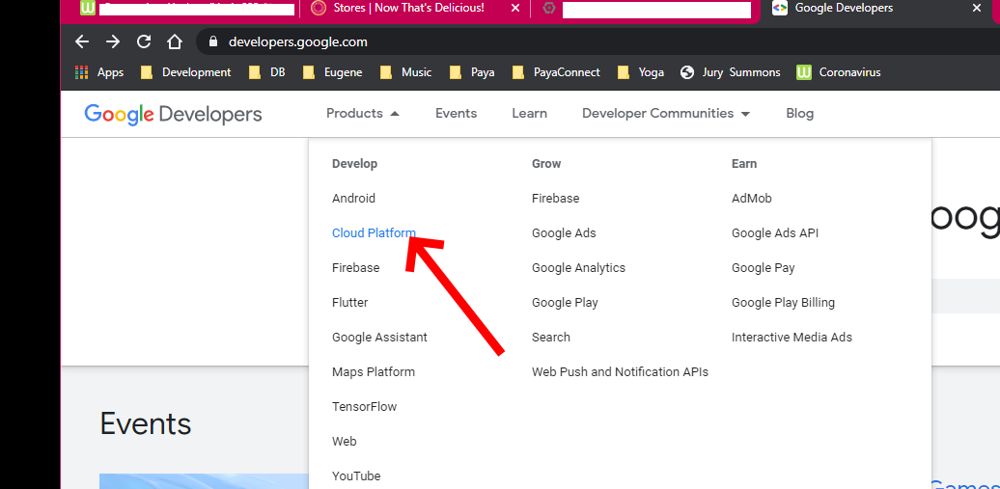 Stores | Now That's Delicious!
Google Developers
developers.google.com
Apps Development DB Eugene Music Paya PayaConnect Yoga Jury Summons Coronavirus
Google Developers Products Events Learn Developer Communities Blog
Develop Grow Earn
Android Firebase AdMob
Cloud Platform Google Ads Google Ads API
Firebase Google Analytics Google Pay
Flutter Google Play Google Play Billing
Google Assistant Search Interactive Media Ads
Maps Platform Web Push and Notification APIs
TensorFlow
Events
Web
YouTube
Games